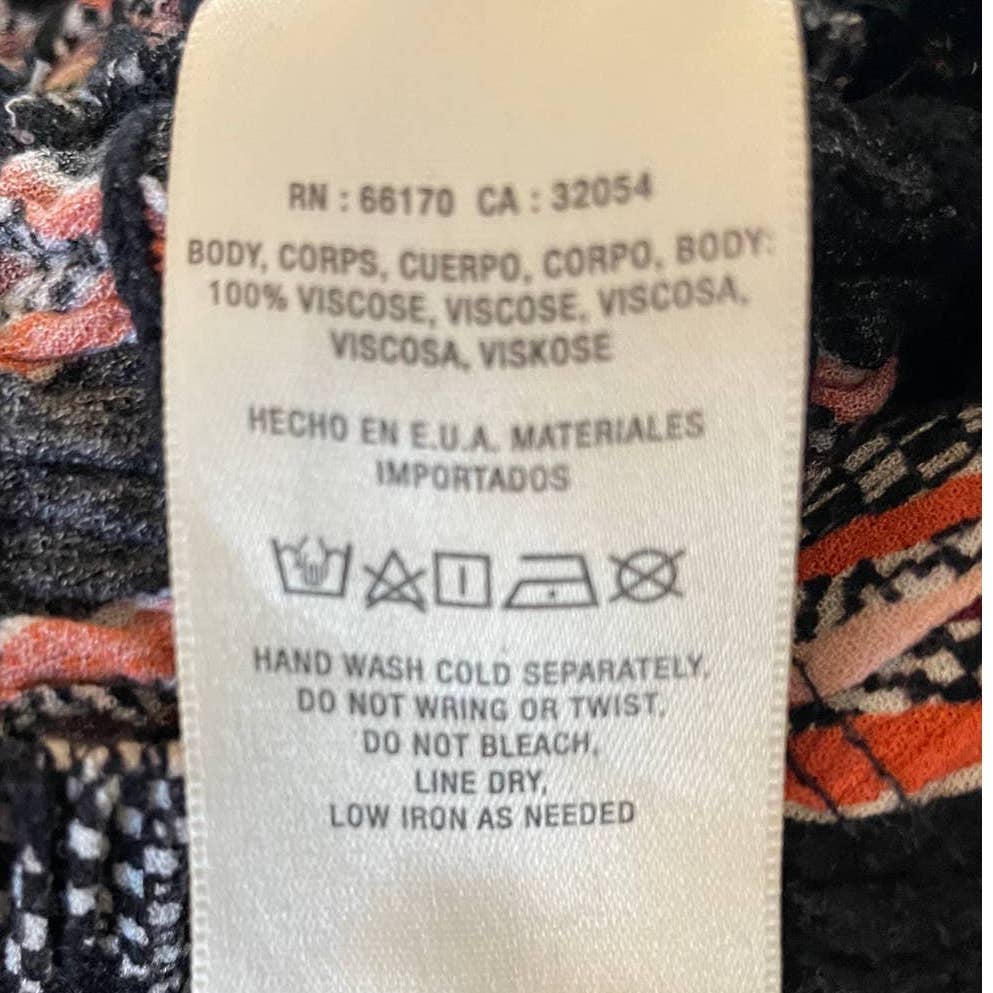 RN : 66170 CA : 32054
BODY, CORPS, CUERPO, CORPO, BODY:
100% VISCOSE, VISCOSE, VISCOSA,
VISCOSA, VISKOSE
HECHO EN E.U.A. MATERIALES
IMPORTADOS
HAND WASH COLD SEPARATELY,
DO NOT WRING OR TWIST,
DO NOT BLEACH,
LINE DRY,
LOW IRON AS NEEDED